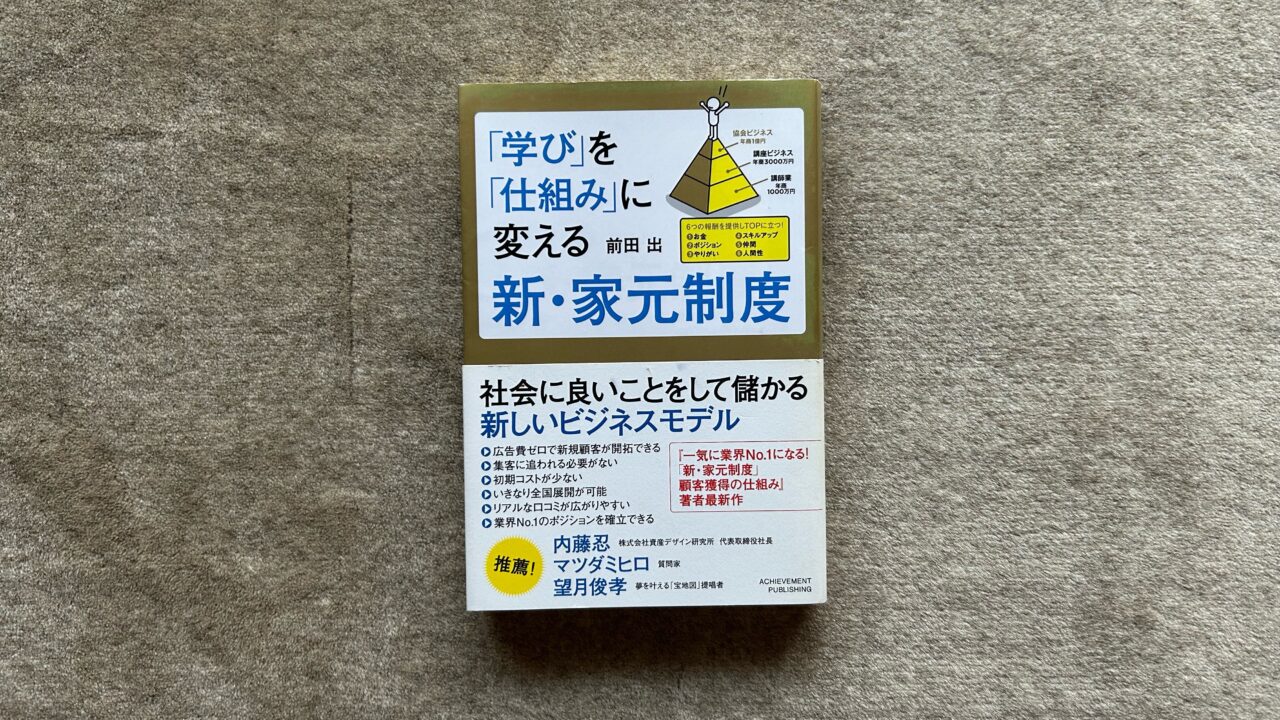 「学び」を
「仕組み」に
変える 前田 出
新・家元制度
協会ビジネス
年商1億円
講座ビジネス
年商3000万円
講師業
年商
1000万円
6つの報酬を提供しTOPに立つ!
❶お金 ❹スキルアップ
❷ポジション ❺仲間
❸やりがい ❻人間性
社会に良いことをして儲かる
新しいビジネスモデル
広告費ゼロで新規顧客が開拓できる
集客に追われる必要がない
初期コストが少ない
いきなり全国展開が可能
リアルな口コミが広がりやすい
業界No.1のポジションを確立できる
『一気に業界No.1になる!
「新・家元制度」
顧客獲得の仕組み』
著者最新作
推薦!
内藤忍 株式会社資産デザイン研究所 代表取締役社長
マツダミヒロ 質問家
望月俊孝 夢を叶える「宝地図」提唱者
ACHIEVEMENT
PUBLISHING